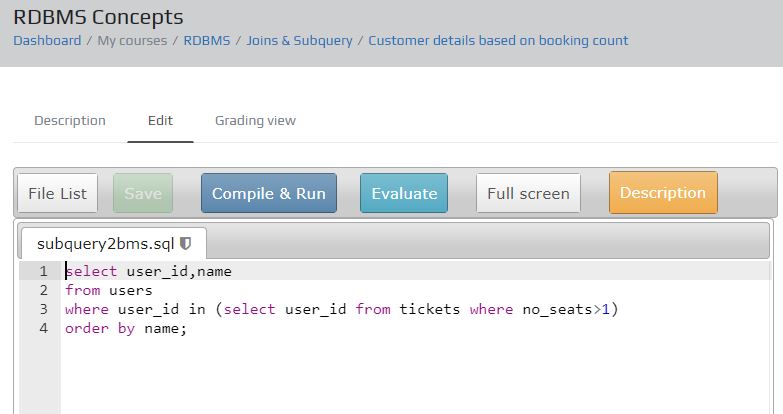 RDBMS Concepts
Dashboard / My courses / RDBMS / Joins & Subquery / Customer details based on booking count
Description Edit Grading view
File List Save Compile & Run Evaluate Full screen Description
subquery2bms.sql
1 select user_id,name
2 from users
3 where user_id in (select user_id from tickets where no_seats>1)
4 order by name;